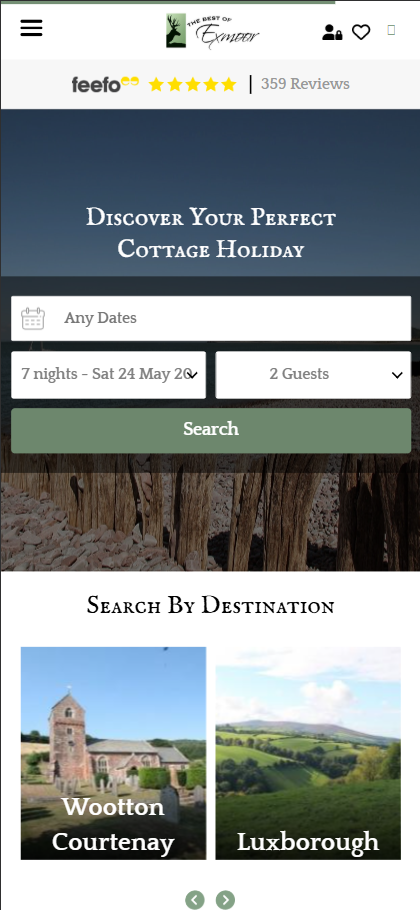 THE BEST OF
Exmoor
feefo
359 Reviews
Discover Your Perfect
Cottage Holiday
Any Dates
7 nights - Sat 24 May 20
2 Guests
Search
Search By Destination
Wootton
Courtenay
Luxborough